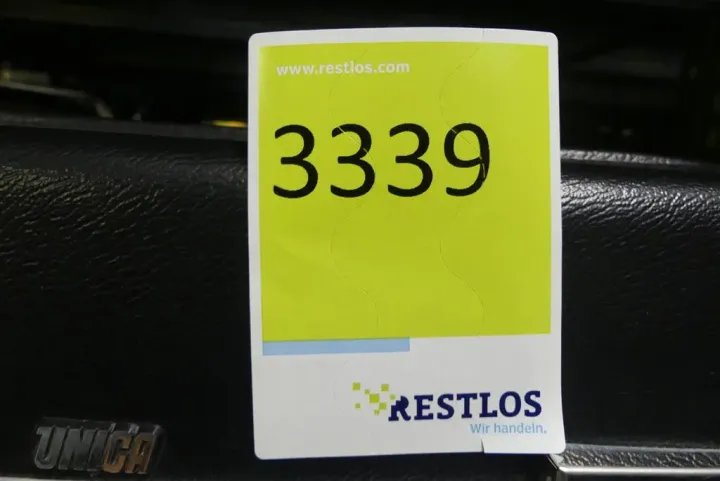 www.restlos.com
3339
RESTLOS
Wir handeln.
UNICA